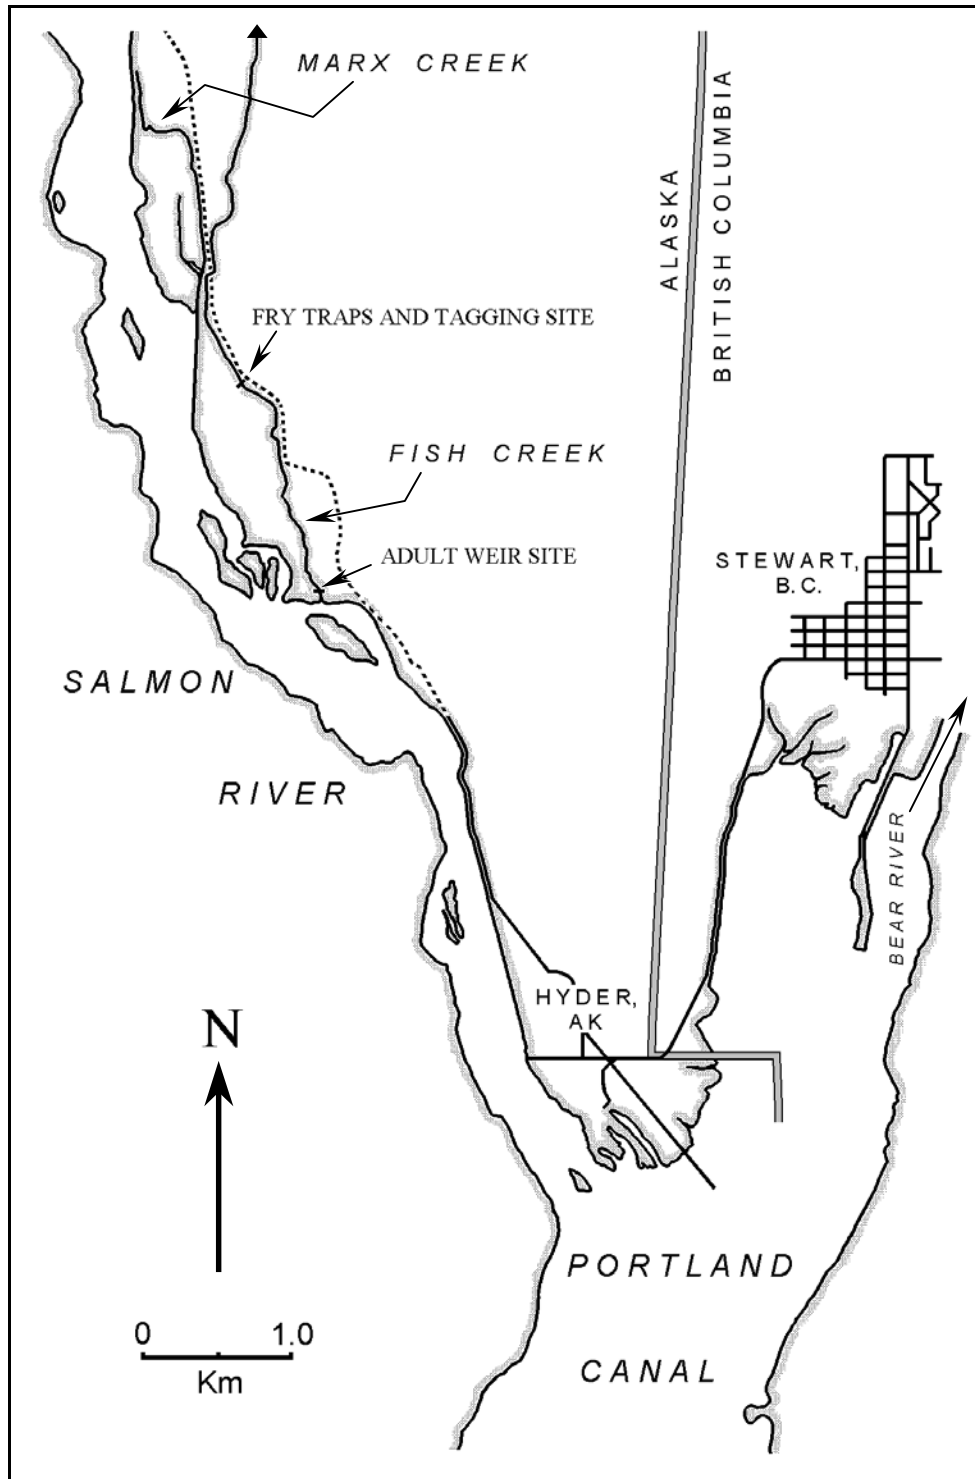 MARX CREEK
ALASKA
BRITISH COLUMBIA
FRY TRAPS AND TAGGING SITE
FISH CREEK
ADULT WEIR SITE
STEWART,
B.C.
SALMON
RIVER
BEAR RIVER
HYDER,
AK
N
PORTLAND
CANAL
0 1.0
Km